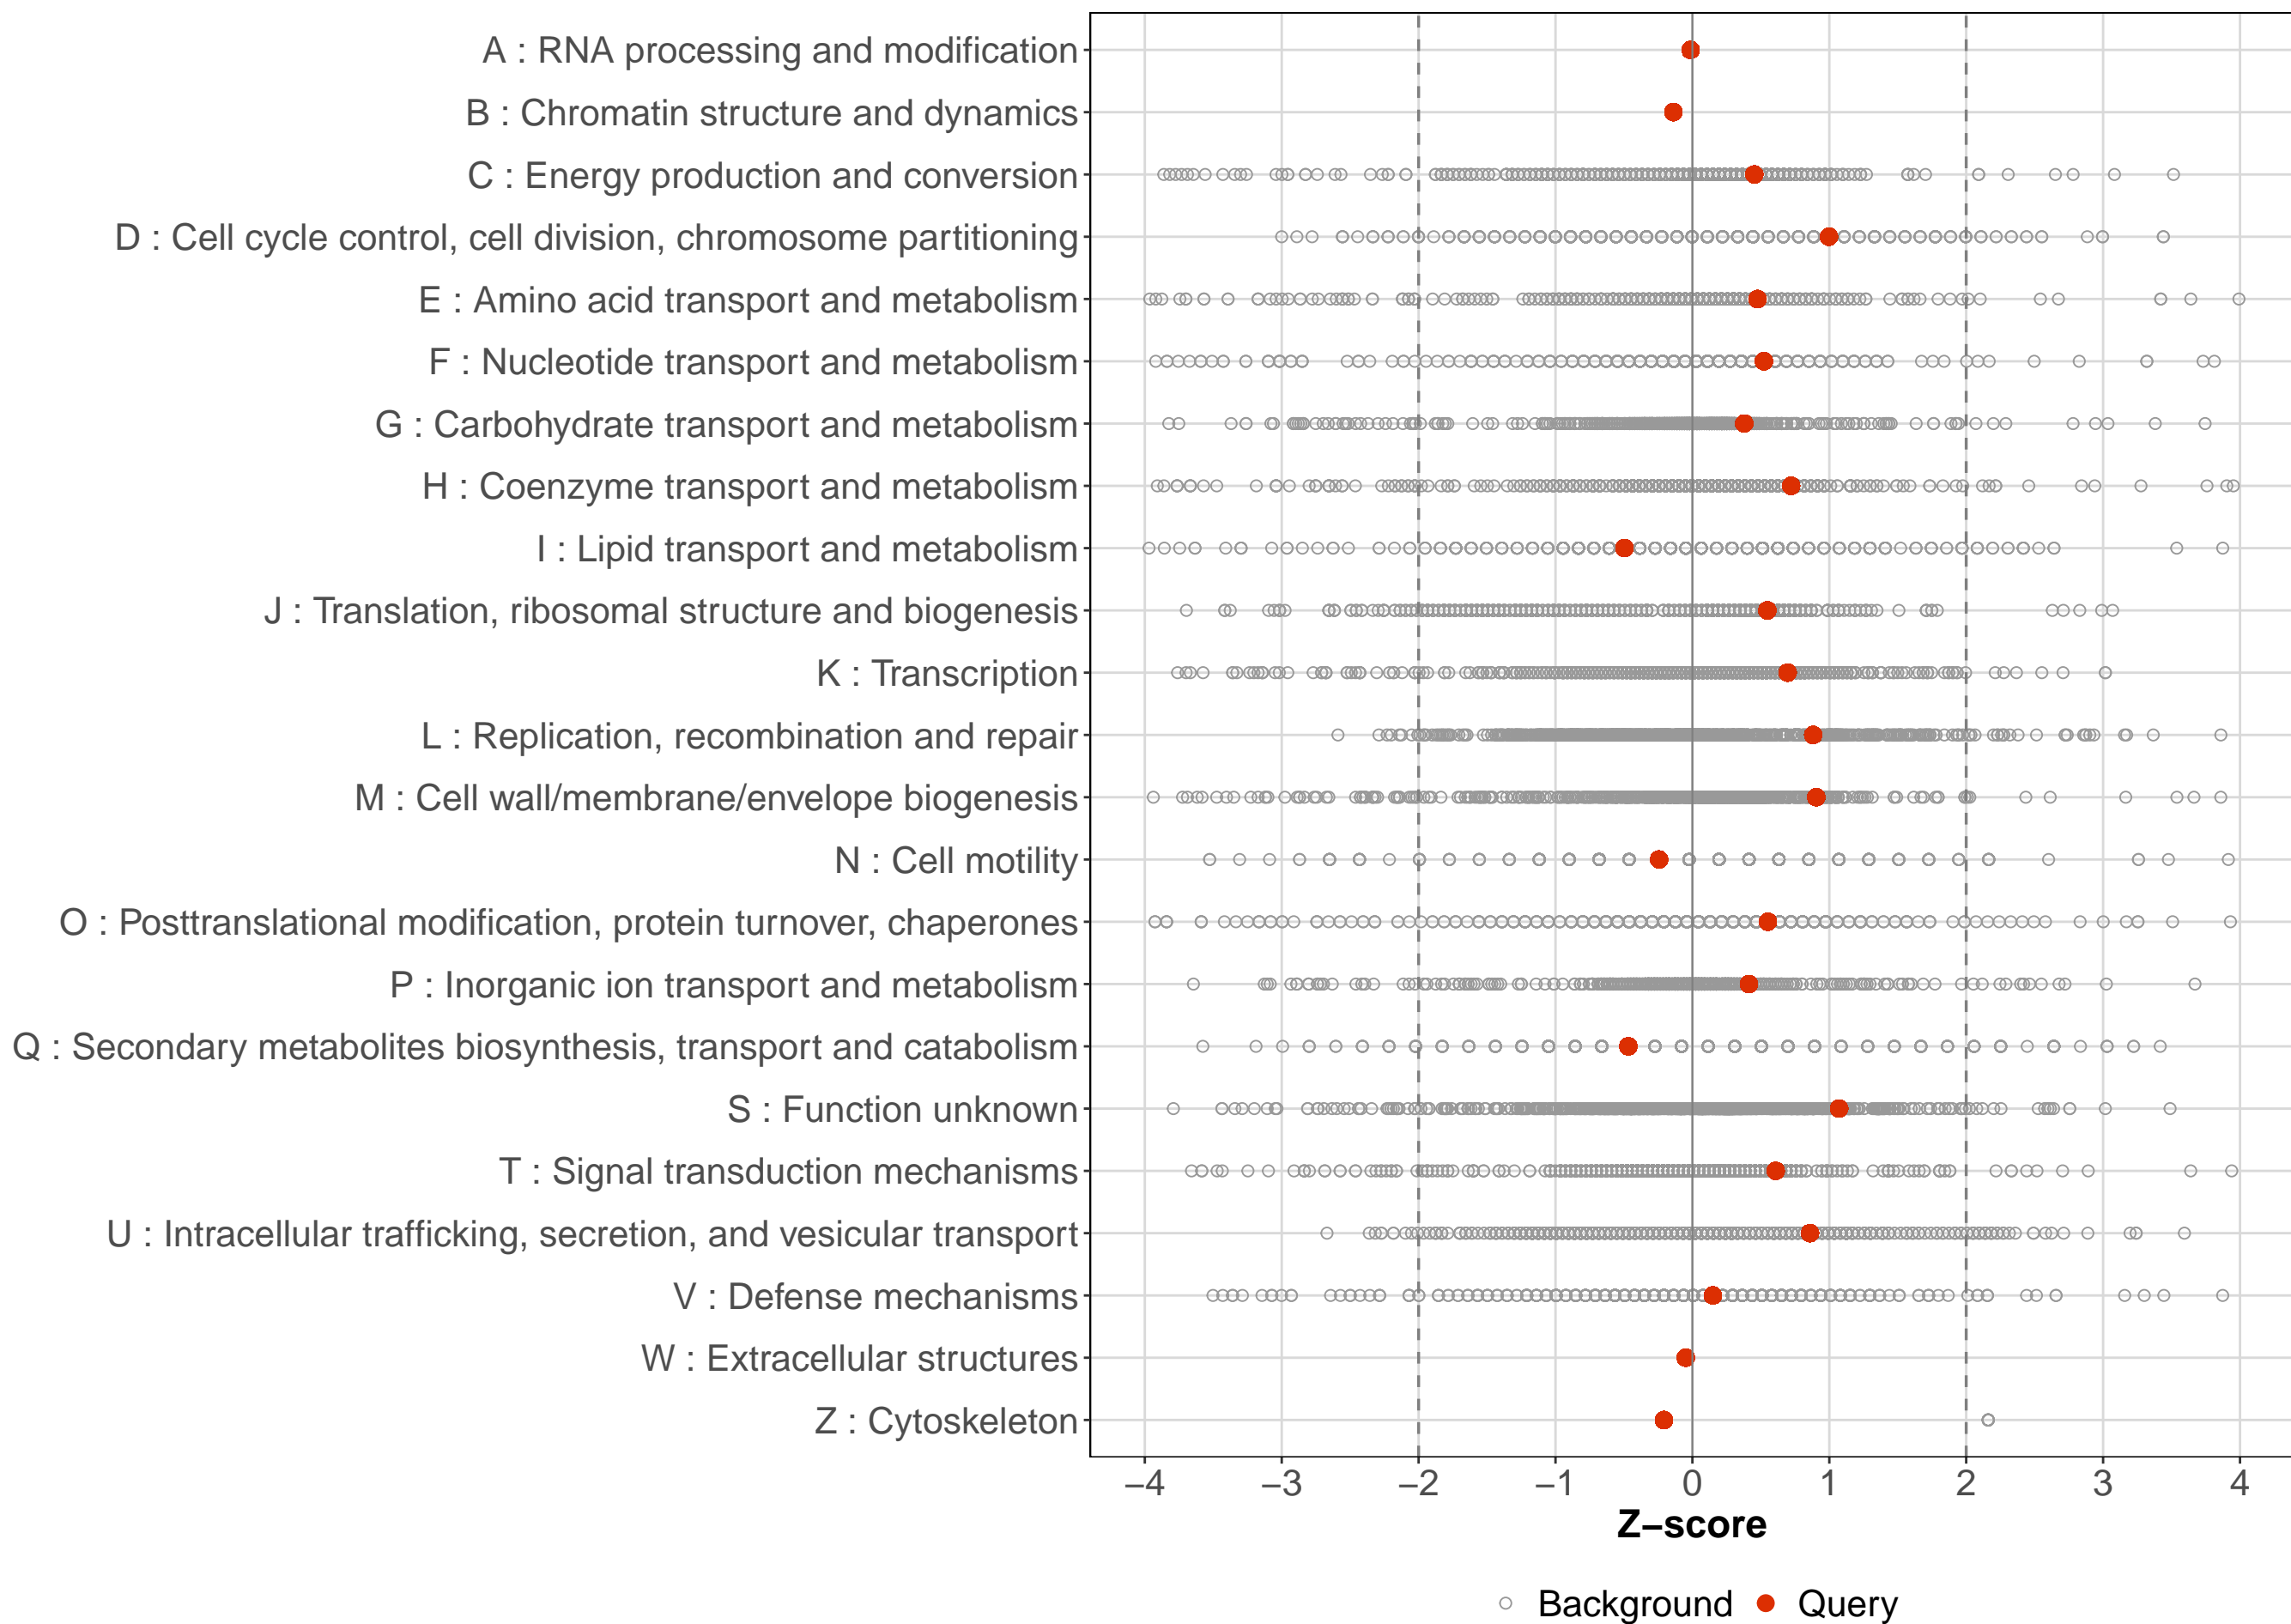 A : RNA processing and modification
B : Chromatin structure and dynamics
C : Energy production and conversion
D : Cell cycle control, cell division, chromosome partitioning
E : Amino acid transport and metabolism
F : Nucleotide transport and metabolism
G : Carbohydrate transport and metabolism
H : Coenzyme transport and metabolism
I : Lipid transport and metabolism
J : Translation, ribosomal structure and biogenesis
K : Transcription
L : Replication, recombination and repair
M : Cell wall/membrane/envelope biogenesis
N : Cell motility
O : Posttranslational modification, protein turnover, chaperones
P : Inorganic ion transport and metabolism
Q : Secondary metabolites biosynthesis, transport and catabolism
S : Function unknown
T : Signal transduction mechanisms
U : Intracellular trafficking, secretion, and vesicular transport
V : Defense mechanisms
W : Extracellular structures
Z : Cytoskeleton
−4 −3 −2 −1 0 1 2 3 4
Z−score
Background Query